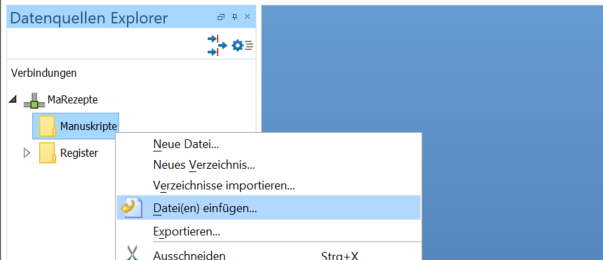 Datenquellen Explorer
Verbindungen
MaRezepte
Manuskripte
Register
Neue Datei...
Neues Verzeichnis...
Verzeichnisse importieren...
Datei(en) einfügen...
Exportieren...
Ausschneiden Strg+X